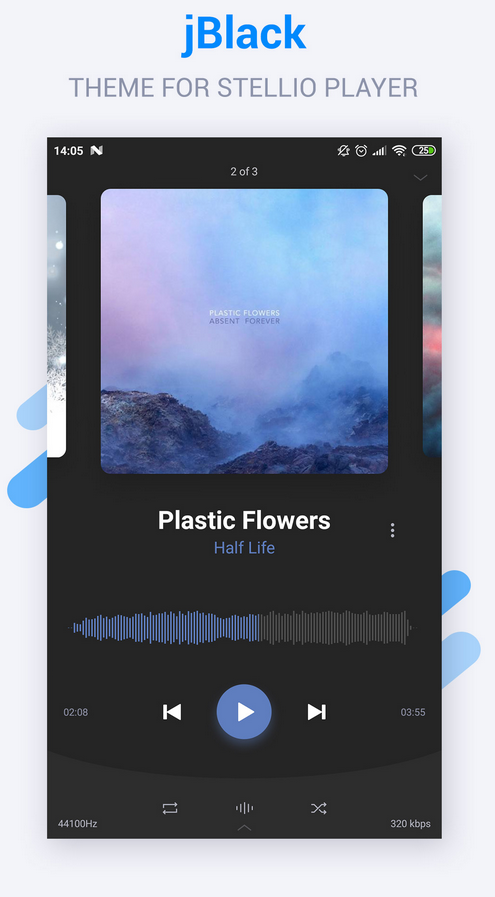 jBlack
THEME FOR STELLIO PLAYER
14:05
25
2 of 3
PLASTIC FLOWERS
ABSENT FOREVER
Plastic Flowers
Half Life
02:08
03:55
44100Hz
320 kbps